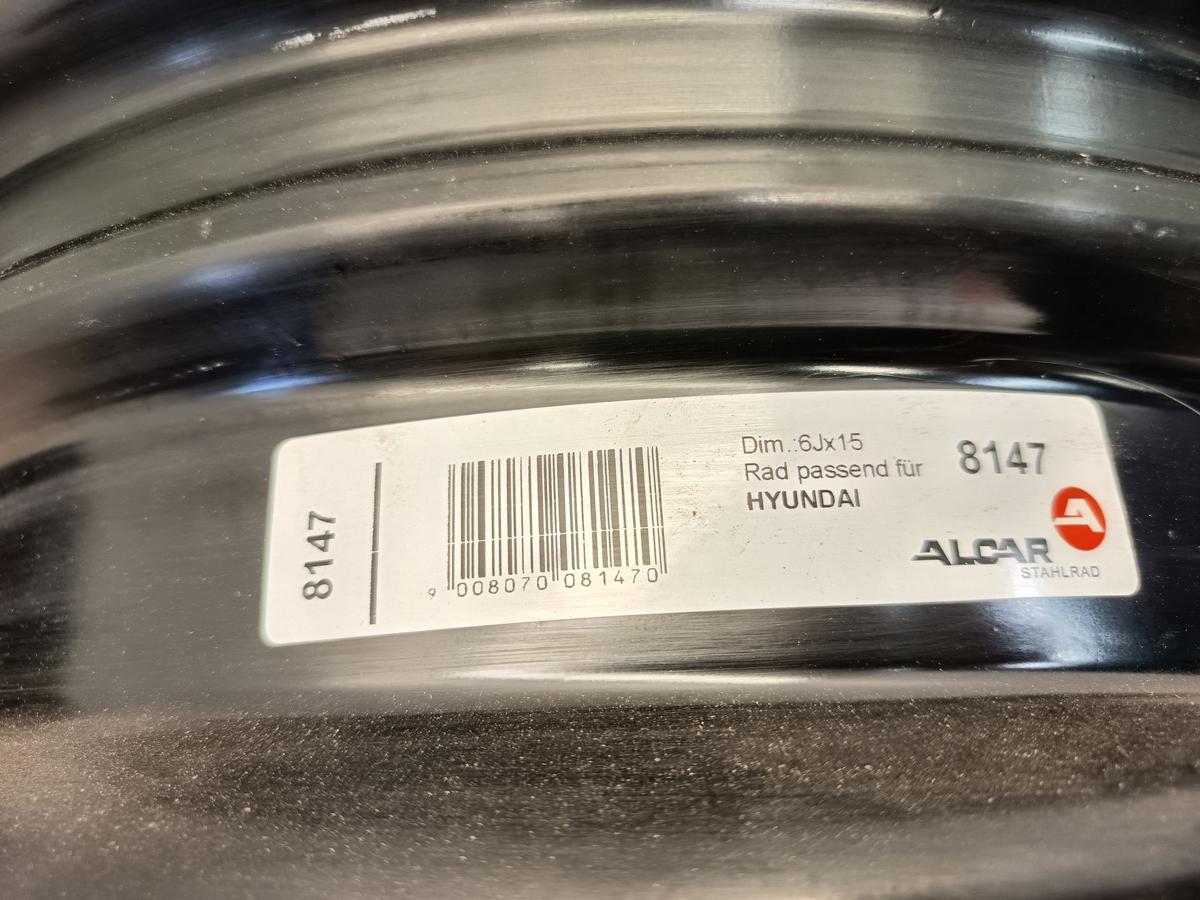 8147
9 008070 081470
Dim.:6Jx15
Rad passend für
HYUNDAI
8147
ALCAR
STAHLRAD